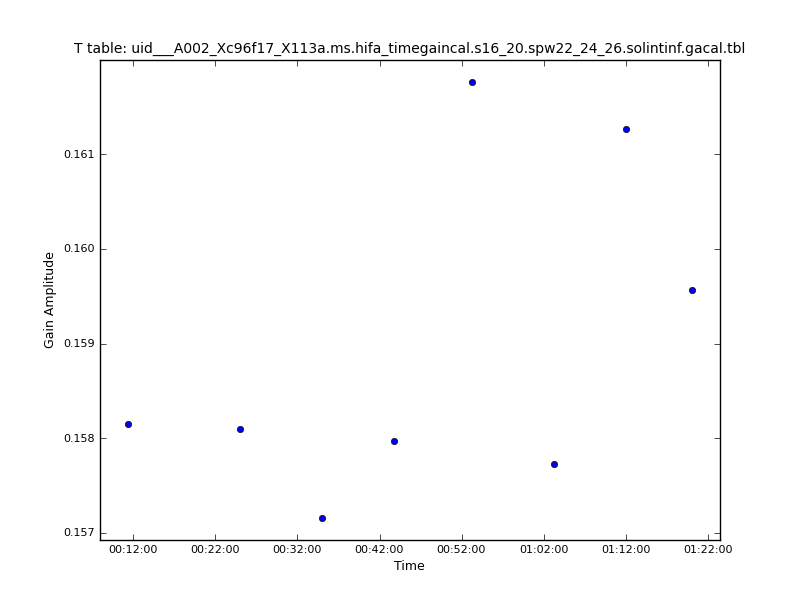 T table: uid___A002_Xc96f17_X113a.ms.hifa_timegaincal.s16_20.spw22_24_26.solintinf.gacal.tbl
Gain Amplitude
0.161
0.160
0.159
0.158
0.157
00:12:00 00:22:00 00:32:00 00:42:00 00:52:00 01:02:00 01:12:00 01:22:00
Time